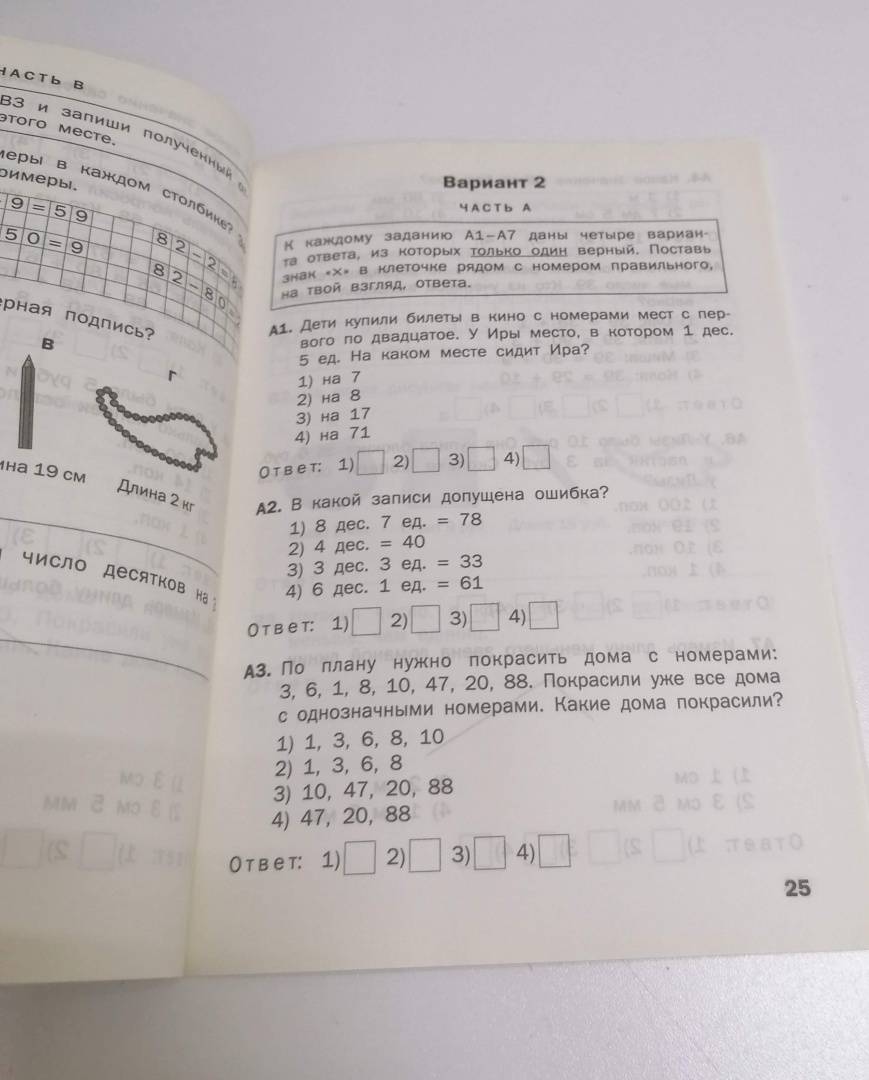 ЧАСТЬ В
В3 и запиши полученный
этого месте.
в каждом столбике?
римеры.
9 = 59
50 = 9
82 - 2 = 8
82 - 80 =
подпись?
В
Г
19 см
Длина 2 кг
число десятков на
Вариант 2
ЧАСТЬ А
К каждому заданию А1–А7 даны четыре вариан-
та ответа, из которых только один верный. Поставь
знак «×» в клеточке рядом с номером правильного,
на твой взгляд, ответа.
А1. Дети купили билеты в кино с номерами мест с пер-
вого по двадцатое. У Иры место, в котором 1 дес.
5 ед. На каком месте сидит Ира?
1) на 7
2) на 8
3) на 17
4) на 71
Ответ: 1) 2) 3) 4)
А2. В какой записи допущена ошибка?
1) 8 дес. 7 ед. = 78
2) 4 дес. = 40
3) 3 дес. 3 ед. = 33
4) 6 дес. 1 ед. = 61
Ответ: 1) 2) 3) 4)
А3. По плану нужно покрасить дома с номерами:
3, 6, 1, 8, 10, 47, 20, 88. Покрасили уже все дома
с однозначными номерами. Какие дома покрасили?
1) 1, 3, 6, 8, 10
2) 1, 3, 6, 8
3) 10, 47, 20, 88
4) 47, 20, 88
Ответ: 1) 2) 3) 4)
25